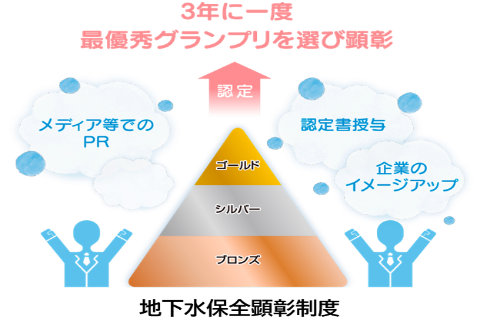 3年に一度
最優秀グランプリを選び顕彰
認定
メディア等での
PR
認定書授与
企業の
イメージアップ
ゴールド
シルバー
ブロンズ
地下水保全顕彰制度